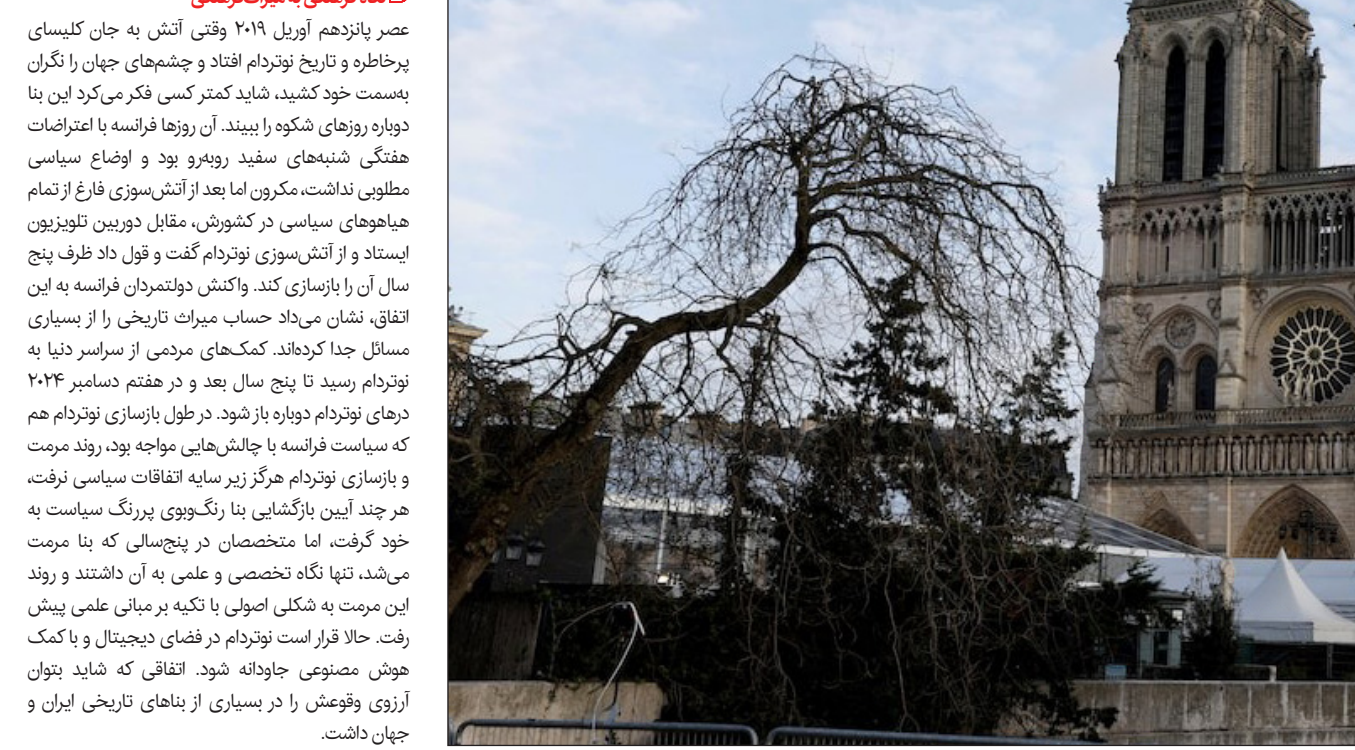 نگاه فرهنگی به میراث‌فرهنگی
عصر پانزدهم آوریل ۲۰۱۹ وقتی آتش به جان کلیسای
پرخاطره و تاریخ نوتردام افتاد و چشم‌های جهان را نگران
به‌سمت خود کشید، شاید کمتر کسی فکر می‌کرد این بنا
دوباره روزهای شکوه را ببیند. آن روزها فرانسه با اعتراضات
هفتگی شنبه‌های سفید روبه‌رو بود و اوضاع سیاسی
مطلوبی نداشت، مکرون اما بعد از آتش‌سوزی فارغ از تمام
هیاهوهای سیاسی در کشورش، مقابل دوربین تلویزیون
ایستاد و از آتش‌سوزی نوتردام گفت و قول داد ظرف پنج
سال آن را بازسازی کند. واکنش دولتمردان فرانسه به این
اتفاق، نشان می‌داد حساب میراث تاریخی را از بسیاری
مسائل جدا کرده‌اند. کمک‌های مردمی از سراسر دنیا به
نوتردام رسید تا پنج سال بعد و در هفتم دسامبر ۲۰۲۴
درهای نوتردام دوباره باز شود. در طول بازسازی نوتردام هم
که سیاست فرانسه با چالش‌هایی مواجه بود، روند مرمت
و بازسازی نوتردام هرگز زیر سایه اتفاقات سیاسی نرفت،
هر چند آیین بازگشایی بنا رنگ‌وبوی پررنگ سیاست به
خود گرفت، اما متخصصان در پنج‌سالی که بنا مرمت
می‌شد، تنها نگاه تخصصی و علمی به آن داشتند و روند
این مرمت به شکلی اصولی با تکیه بر مبانی علمی پیش
رفت. حالا قرار است نوتردام در فضای دیجیتال و با کمک
هوش مصنوعی جاودانه شود. اتفاقی که شاید بتوان
آرزوی وقوعش را در بسیاری از بناهای تاریخی ایران و
جهان داشت.